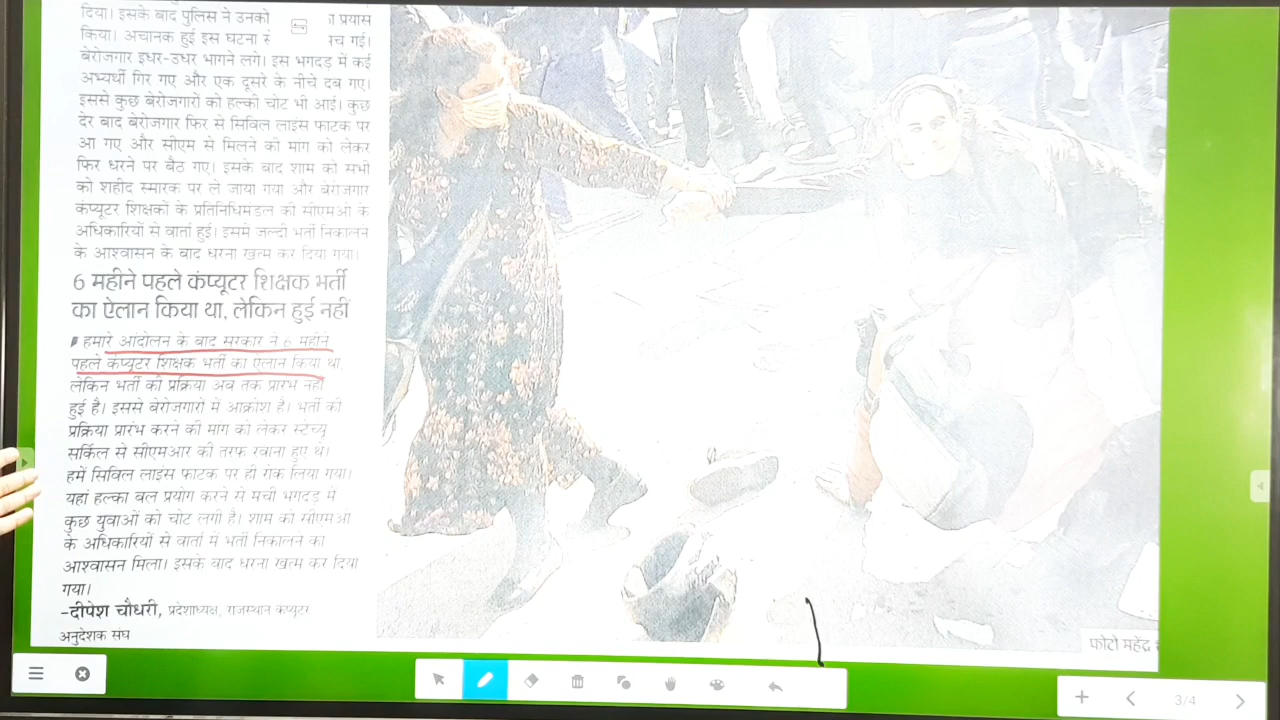 दिया। इसके बाद पुलिस ने उनको
प्रयास
किया। अचानक हुई इस घटना से
मच गई।
बेरोजगार इधर-उधर भागने लगे। इस भगदड़ में कई
अभ्यर्थी गिर गए और एक दूसरे के नीचे दब गए।
इससे कुछ बेरोजगारों को हल्की चोट भी आई। कुछ
देर बाद बेरोजगार फिर से सिविल लाइंस फाटक पर
आ गए और सीएम से मिलने की मांग को लेकर
फिर धरने पर बैठ गए। इसके बाद शाम को सभी
को शहीद स्मारक पर ले जाया गया और बेरोजगार
कंप्यूटर शिक्षकों के प्रतिनिधिमंडल की सीएमओ के
अधिकारियों से वार्ता हुई। इसमें जल्दी भर्ती निकालने
के आश्वासन के बाद धरना खत्म कर दिया गया।
6 महीने पहले कंप्यूटर शिक्षक भर्ती
का ऐलान किया था, लेकिन हुई नहीं
हमारे आंदोलन के बाद सरकार ने 6 महीने
पहले कंप्यूटर शिक्षक भर्ती का ऐलान किया था,
लेकिन भर्ती की प्रक्रिया अब तक प्रारंभ नहीं
हुई है। इससे बेरोजगारों में आक्रोश है। भर्ती की
प्रक्रिया प्रारंभ करने की मांग को लेकर स्टेच्यू
सर्किल से सीएमआर की तरफ रवाना हुए थे।
हमें सिविल लाइंस फाटक पर ही रोक लिया गया।
यहां हल्का बल प्रयोग करने से मची भगदड़ में
कुछ युवाओं को चोट लगी है। शाम को सीएमओ
के अधिकारियों से वार्ता में भर्ती निकालने का
आश्वासन मिला। इसके बाद धरना खत्म कर दिया
गया।
-दीपेश चौधरी, प्रदेशाध्यक्ष, राजस्थान कंप्यूटर
अनुदेशक संघ
फोटो महेंद्र
3/4